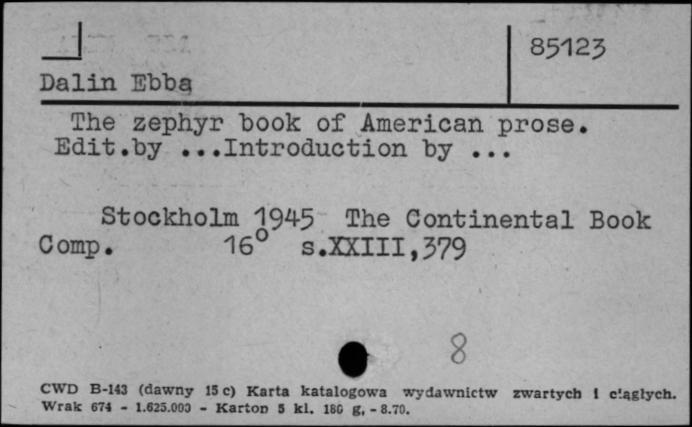 85123
Dalin Ebba
The zephyr book of American prose.
Edit.by ...Introduction by ...
Stockholm 1945 The Continental Book
Comp. 16° s.XXIII,379
8
CWD B-143 (dawny 15 c) Karta katalogowa wydawnictw zwartych i ciągłych.
Wrak 674 - 1.625.000 - Karton 5 kl. 180 g, - 8.70.